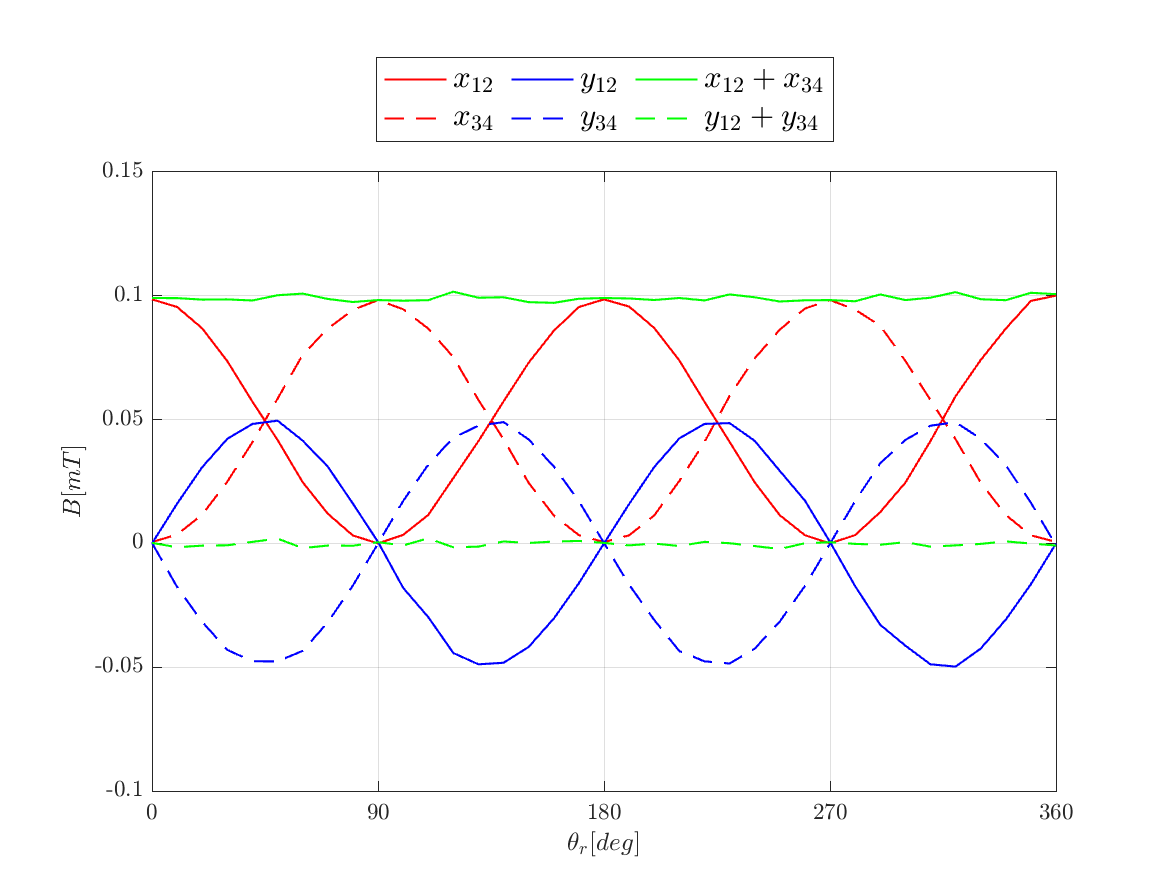 x₁₂ y₁₂ x₁₂ + x₃₄
x₃₄ y₃₄ y₁₂ + y₃₄
0.15
0.1
0.05
0
-0.05
-0.1
B[mT]
0 90 180 270 360
θᵣ[deg]